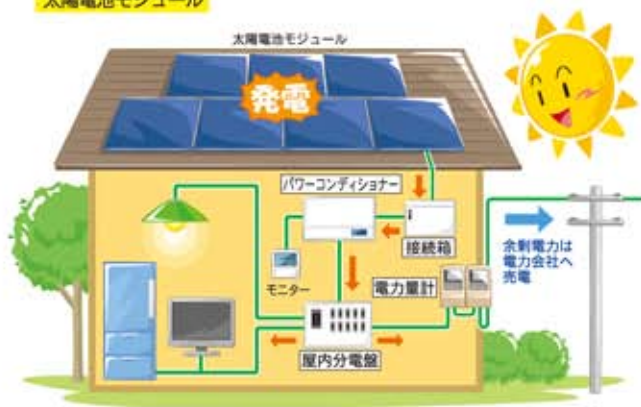 太陽電池モジュール
太陽電池モジュール
発電
パワーコンディショナー
接続箱
余剰電力は
電力会社へ
売電
モニター
電力量計
屋内分電盤